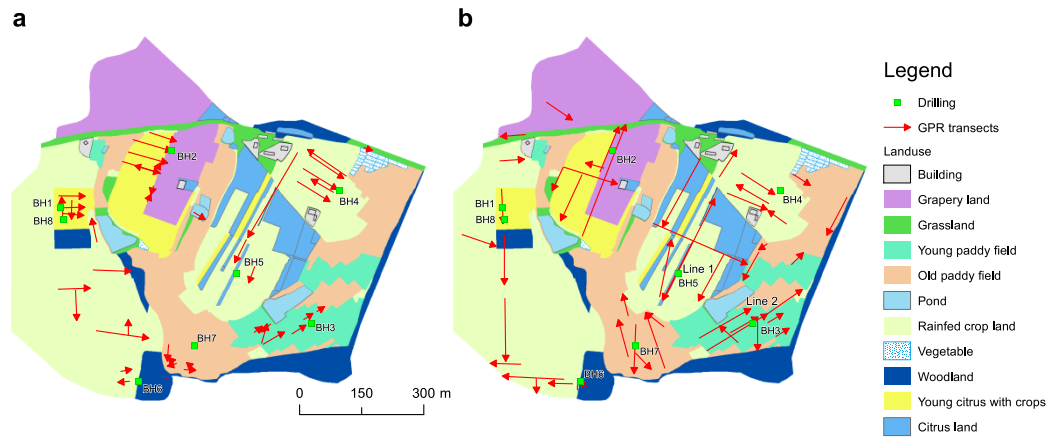 a
b
BH2
BH1
BH8
BH4
BH5
BH3
BH7
BH6
0 150 300 m
BH2
BH1
BH8
BH4
Line 1
BH5
Line 2
BH3
BH7
BH6
Legend
Drilling
GPR transects
Landuse
Building
Grapery land
Grassland
Young paddy field
Old paddy field
Pond
Rainfed crop land
Vegetable
Woodland
Young citrus with crops
Citrus land